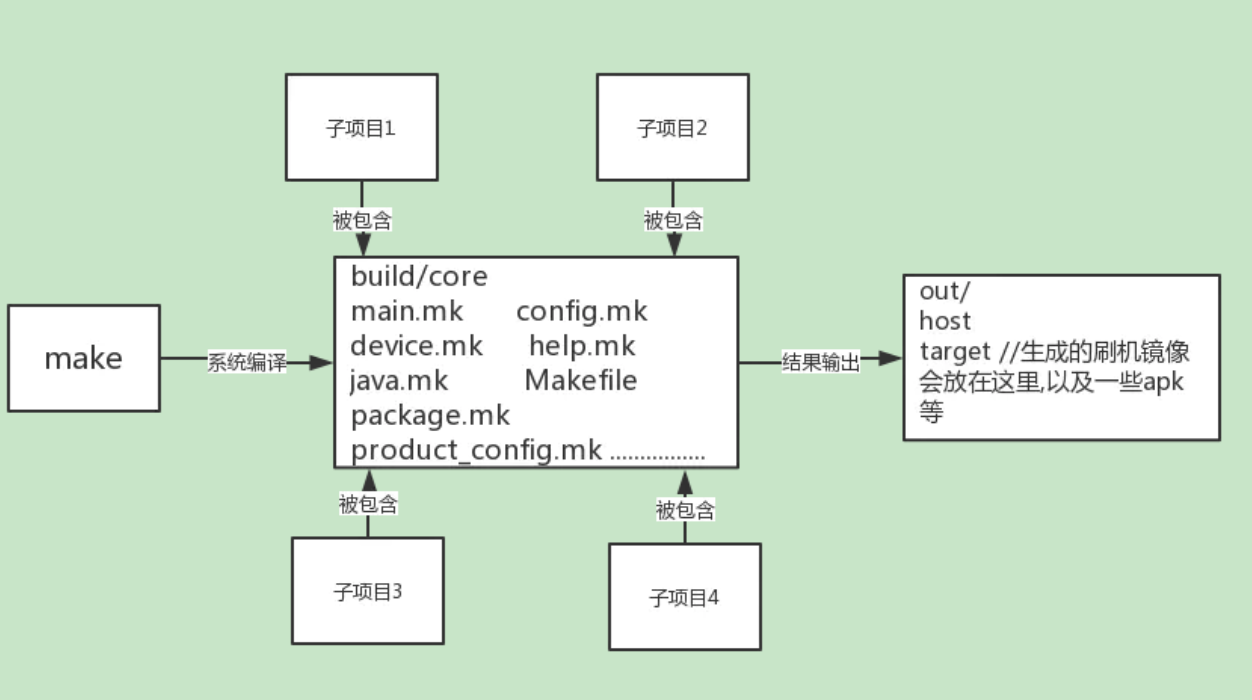 子项目1
子项目2
被包含
被包含
make
系统编译
build/core
main.mk config.mk
device.mk help.mk
java.mk Makefile
package.mk
product_config.mk ................
结果输出
out/
host
target //生成的刷机镜像
会放在这里,以及一些apk
等
被包含
被包含
子项目3
子项目4